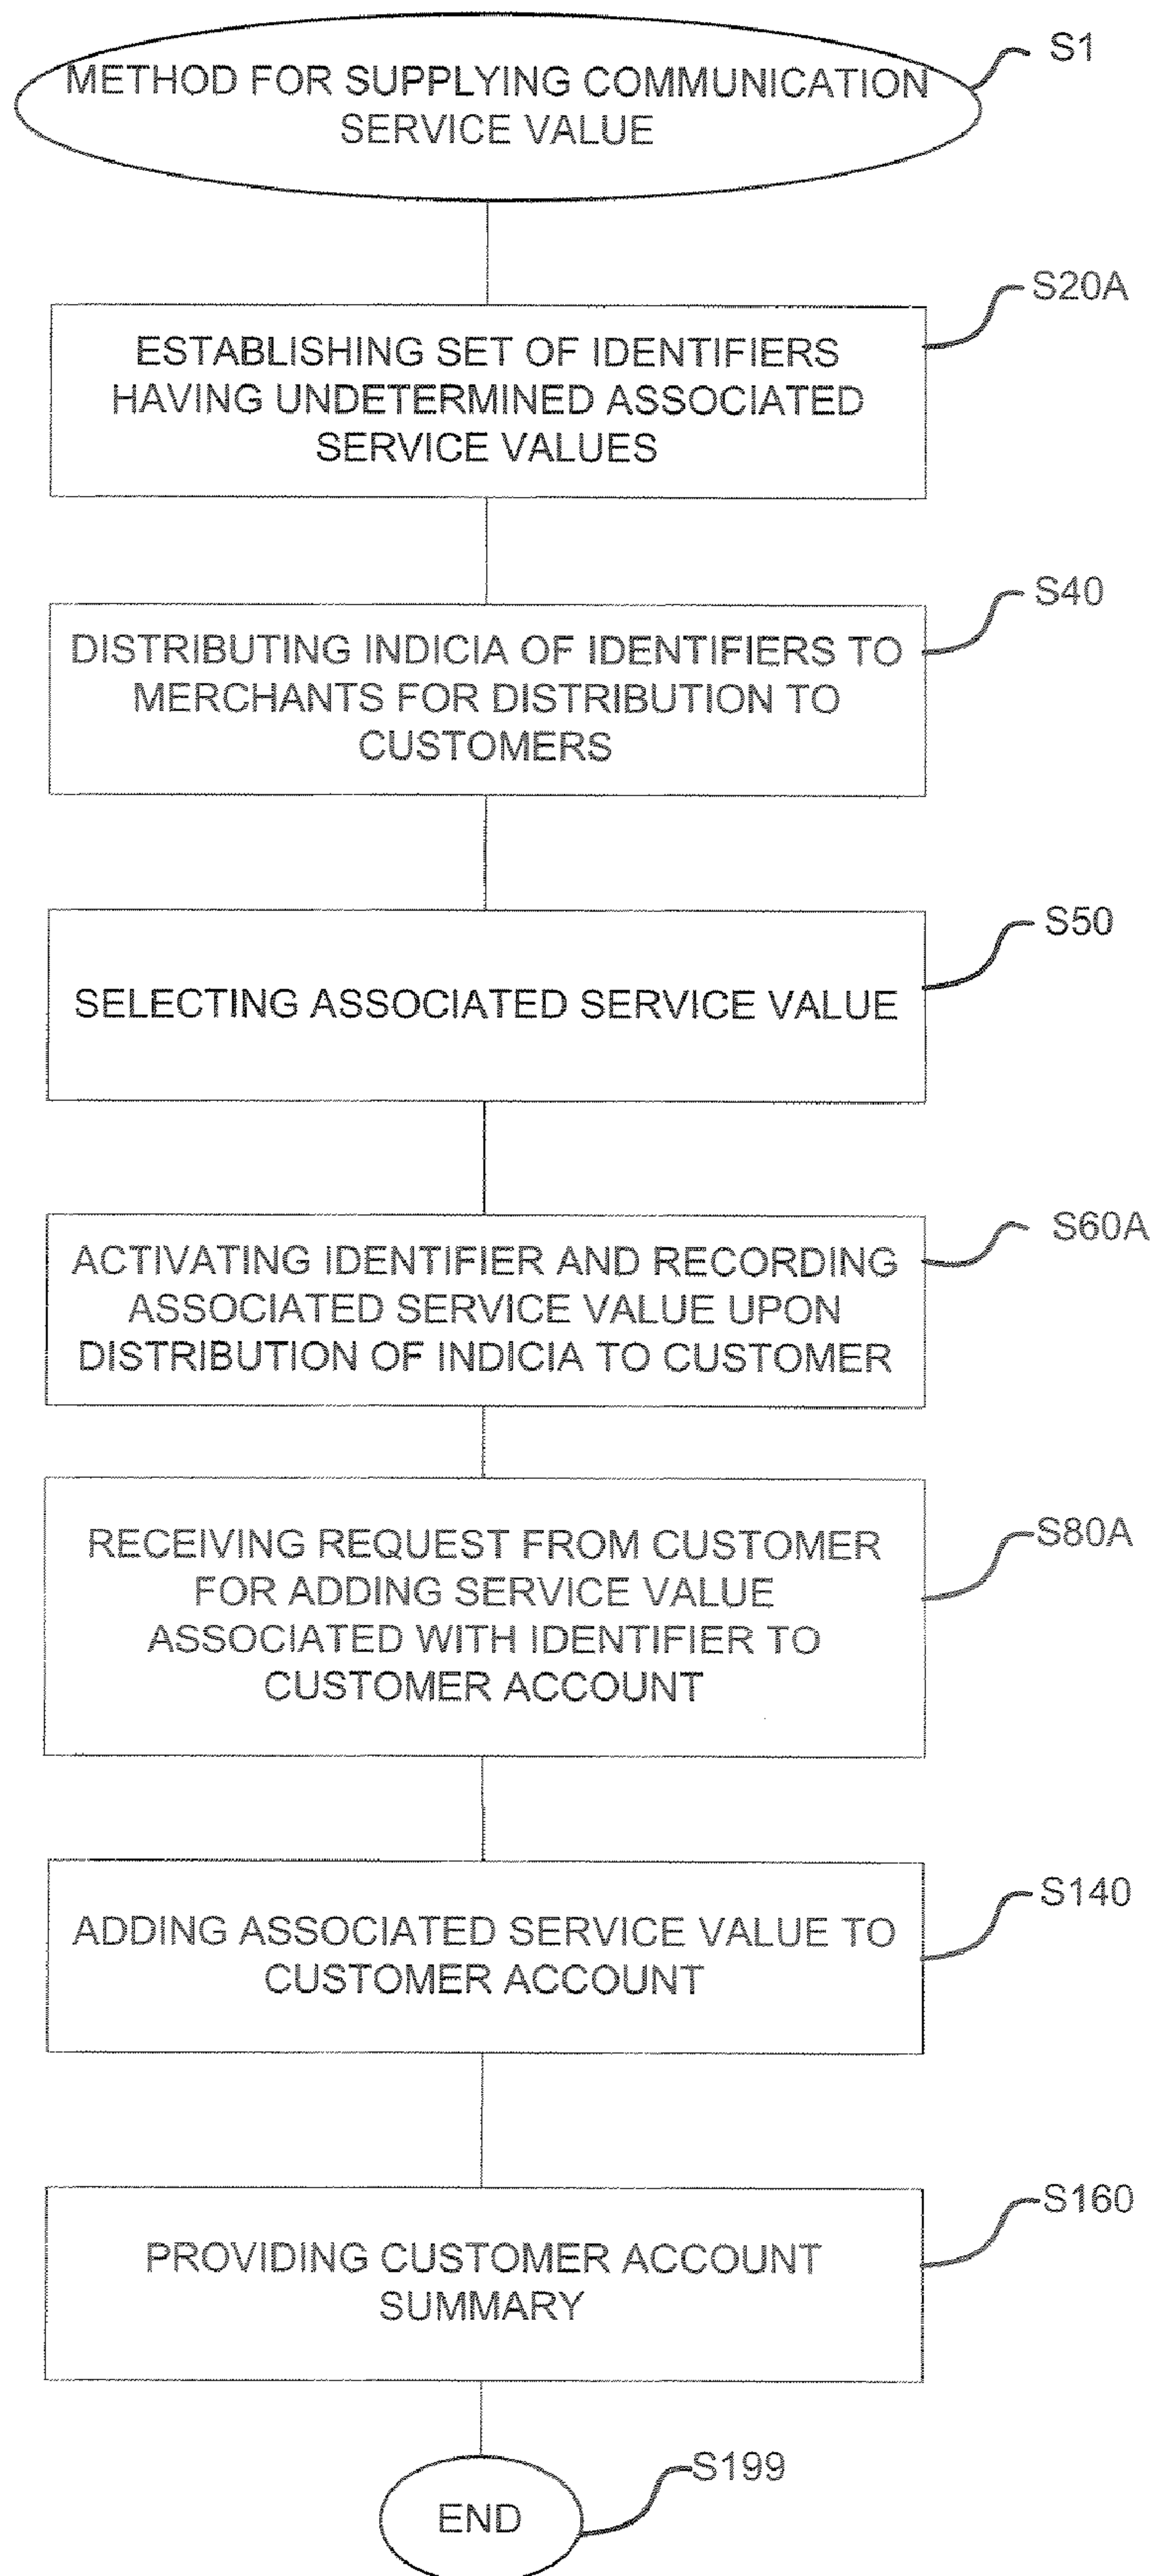 METHOD FOR SUPPLYING COMMUNICATION
SERVICE VALUE
S1
S20A
ESTABLISHING SET OF IDENTIFIERS
HAVING UNDETERMINED ASSOCIATED
SERVICE VALUES
S40
DISTRIBUTING INDICIA OF IDENTIFIERS TO
MERCHANTS FOR DISTRIBUTION TO
CUSTOMERS
S50
SELECTING ASSOCIATED SERVICE VALUE
S60A
ACTIVATING IDENTIFIER AND RECORDING
ASSOCIATED SERVICE VALUE UPON
DISTRIBUTION OF INDICIA TO CUSTOMER
S80A
RECEIVING REQUEST FROM CUSTOMER
FOR ADDING SERVICE VALUE
ASSOCIATED WITH IDENTIFIER TO
CUSTOMER ACCOUNT
S140
ADDING ASSOCIATED SERVICE VALUE TO
CUSTOMER ACCOUNT
S160
PROVIDING CUSTOMER ACCOUNT
SUMMARY
S199
END